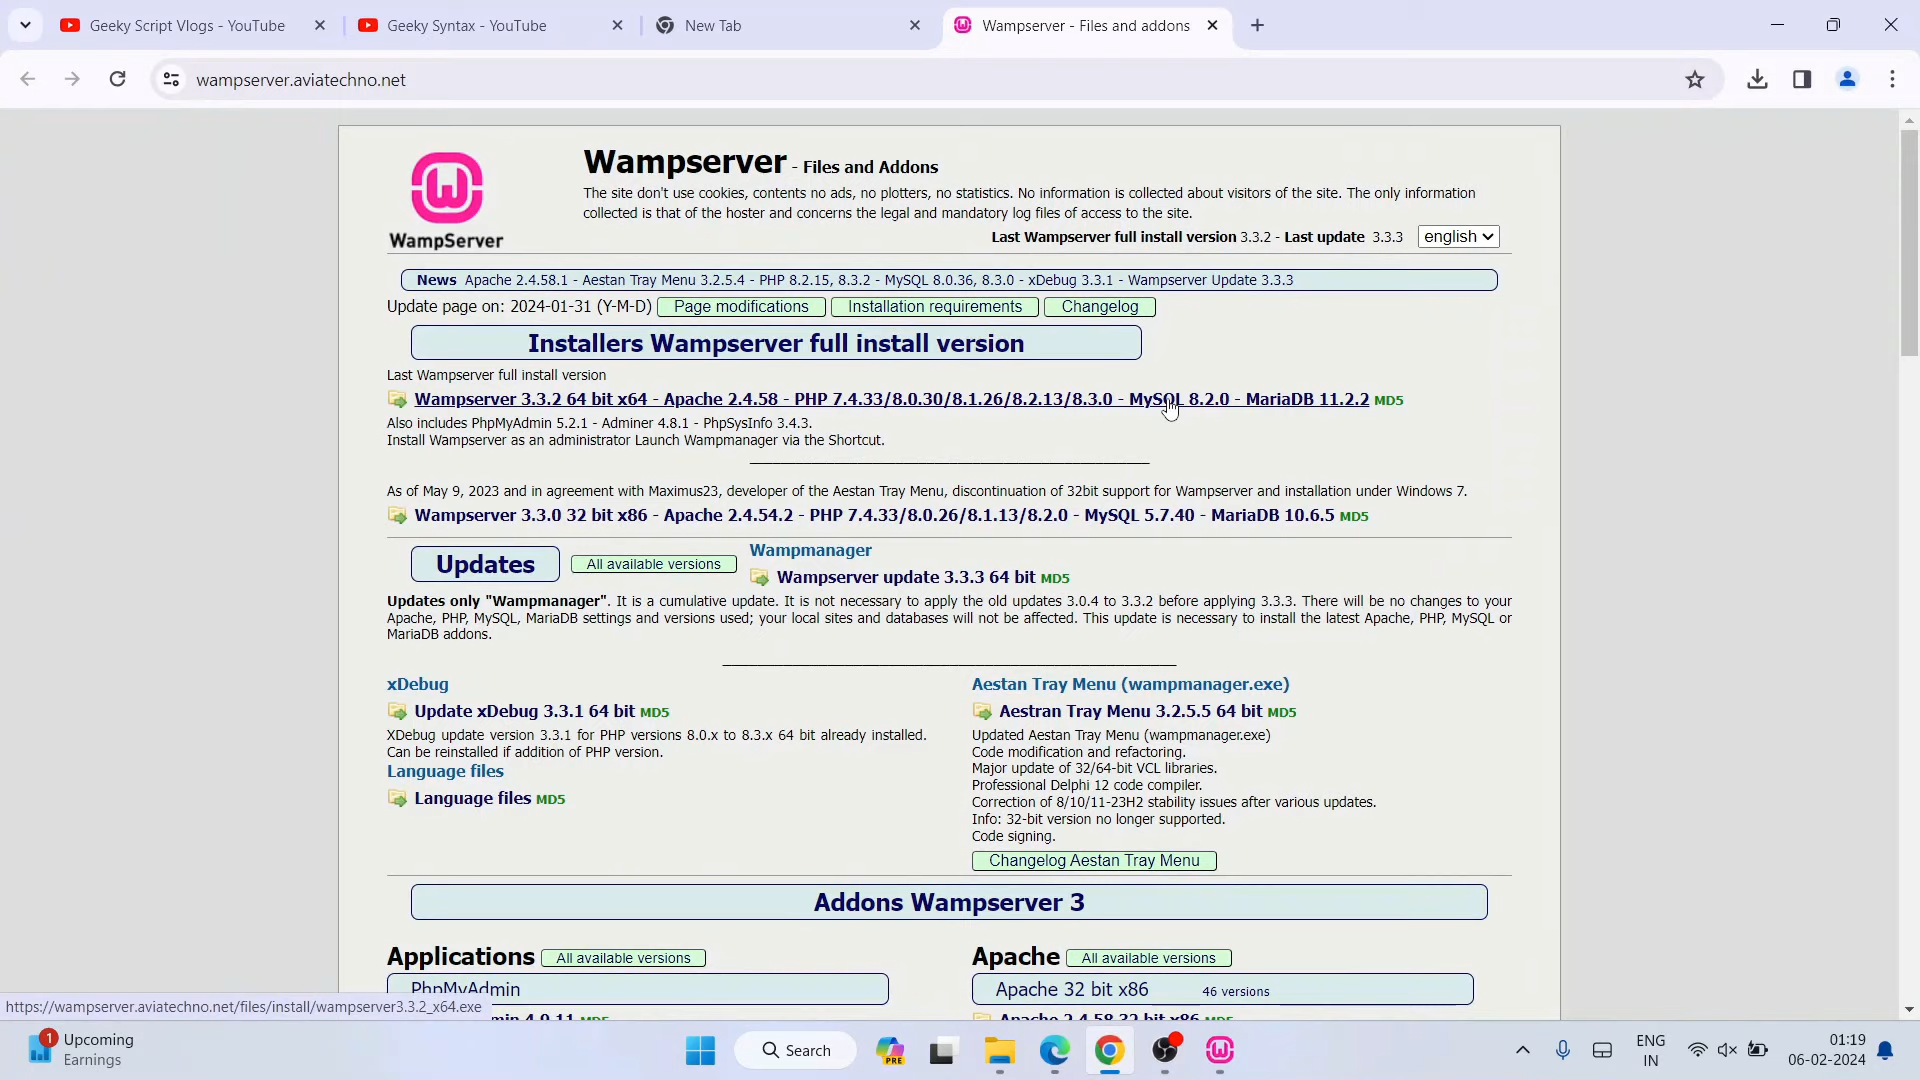 Geeky Script Vlogs - YouTube
Geeky Syntax - YouTube
New Tab
Wampserver - Files and addons
wampserver.aviatechno.net
WampServer
Wampserver - Files and Addons
The site don't use cookies, contents no ads, no plotters, no statistics. No information is collected about visitors of the site. The only information
collected is that of the hoster and concerns the legal and mandatory log files of access to the site.
Last Wampserver full install version 3.3.2 - Last update 3.3.3 english
News Apache 2.4.58.1 - Aestan Tray Menu 3.2.5.4 - PHP 8.2.15, 8.3.2 - MySQL 8.0.36, 8.3.0 - xDebug 3.3.1 - Wampserver Update 3.3.3
Update page on: 2024-01-31 (Y-M-D) Page modifications Installation requirements Changelog
Installers Wampserver full install version
Last Wampserver full install version
Wampserver 3.3.2 64 bit x64 - Apache 2.4.58 - PHP 7.4.33/8.0.30/8.1.26/8.2.13/8.3.0 - MySQL 8.2.0 - MariaDB 11.2.2 MD5
Also includes PhpMyAdmin 5.2.1 - Adminer 4.8.1 - PhpSysInfo 3.4.3.
Install Wampserver as an administrator Launch Wampmanager via the Shortcut.
As of May 9, 2023 and in agreement with Maximus23, developer of the Aestan Tray Menu, discontinuation of 32bit support for Wampserver and installation under Windows 7.
Wampserver 3.3.0 32 bit x86 - Apache 2.4.54.2 - PHP 7.4.33/8.0.26/8.1.13/8.2.0 - MySQL 5.7.40 - MariaDB 10.6.5 MD5
Updates All available versions
Wampmanager
Wampserver update 3.3.3 64 bit MD5
Updates only "Wampmanager". It is a cumulative update. It is not necessary to apply the old updates 3.0.4 to 3.3.2 before applying 3.3.3. There will be no changes to your
Apache, PHP, MySQL, MariaDB settings and versions used; your local sites and databases will not be affected. This update is necessary to install the latest Apache, PHP, MySQL or
MariaDB addons.
xDebug
Update xDebug 3.3.1 64 bit MD5
XDebug update version 3.3.1 for PHP versions 8.0.x to 8.3.x 64 bit already installed.
Can be reinstalled if addition of PHP version.
Language files
Language files MD5
Aestan Tray Menu (wampmanager.exe)
Aestran Tray Menu 3.2.5.5 64 bit MD5
Updated Aestan Tray Menu (wampmanager.exe)
Code modification and refactoring.
Major update of 32/64-bit VCL libraries.
Professional Delphi 12 code compiler.
Correction of 8/10/11-23H2 stability issues after various updates.
Info: 32-bit version no longer supported.
Code signing.
Changelog Aestan Tray Menu
Addons Wampserver 3
Applications All available versions
PhpMyAdmin
Apache All available versions
Apache 32 bit x86 46 versions
Apache 2.4.58 32 bit x86 MD5
https://wampserver.aviatechno.net/files/install/wampserver3.3.2_x64.exe
1
Upcoming
Earnings
Search
PRE
ENG
IN
01:19
06-02-2024